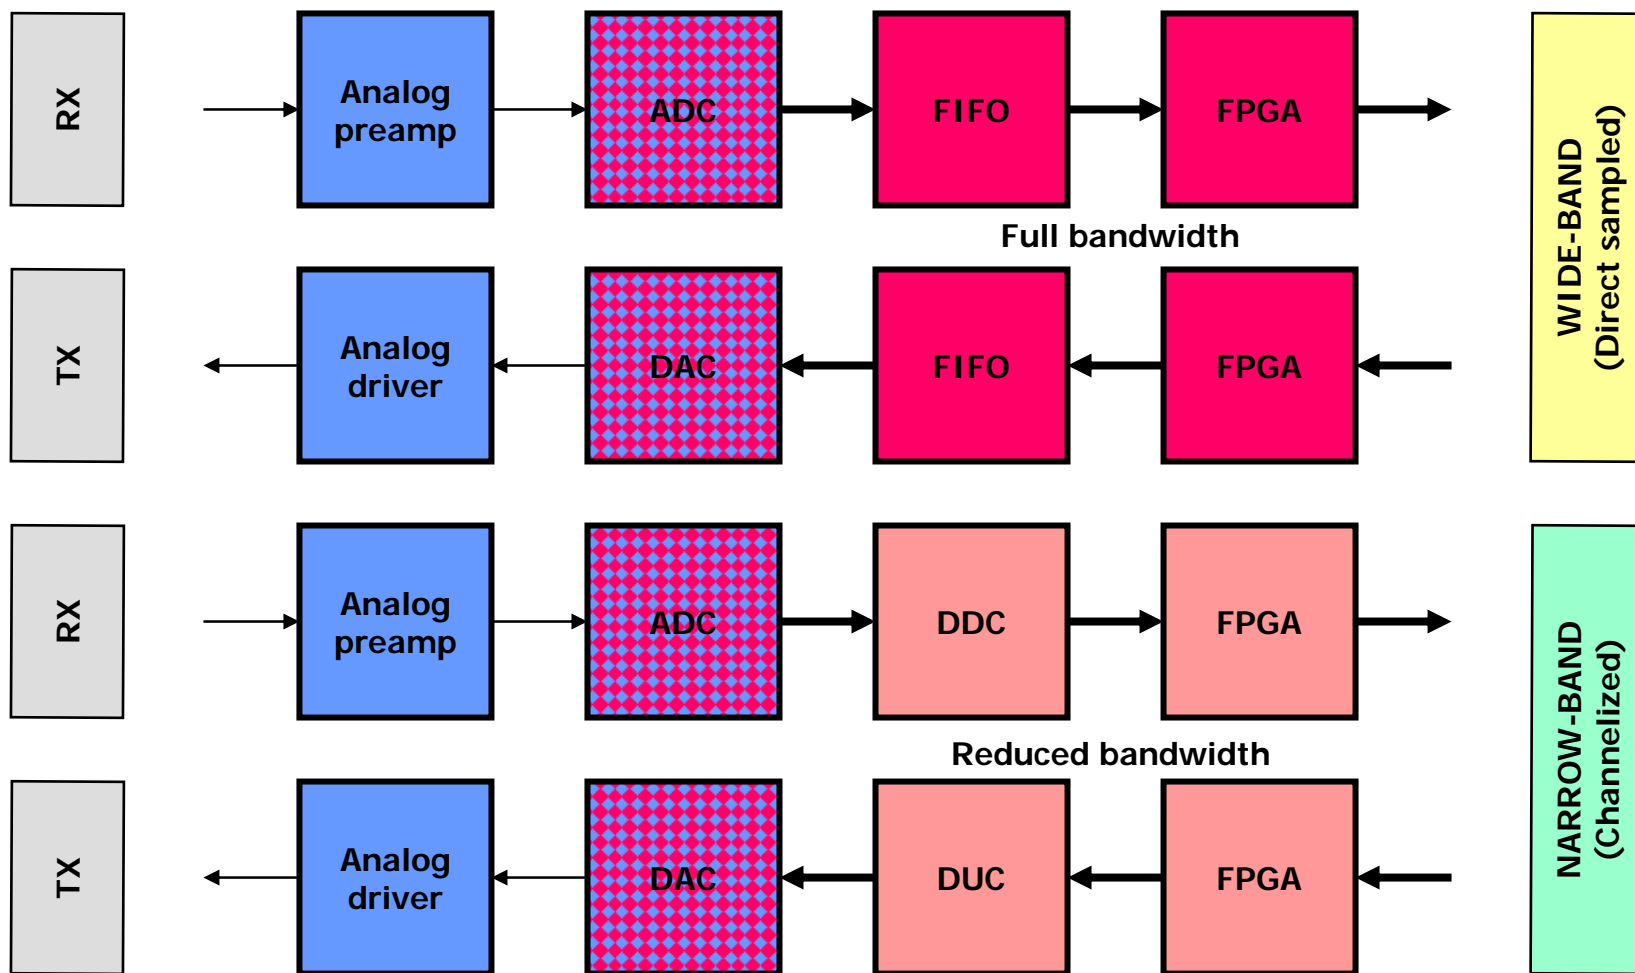 RX
Analog
preamp
ADC
FIFO
FPGA
Full bandwidth
TX
Analog
driver
DAC
FIFO
FPGA
WIDE-BAND
(Direct sampled)
RX
Analog
preamp
ADC
DDC
FPGA
Reduced bandwidth
TX
Analog
driver
DAC
DUC
FPGA
NARROW-BAND
(Channelized)